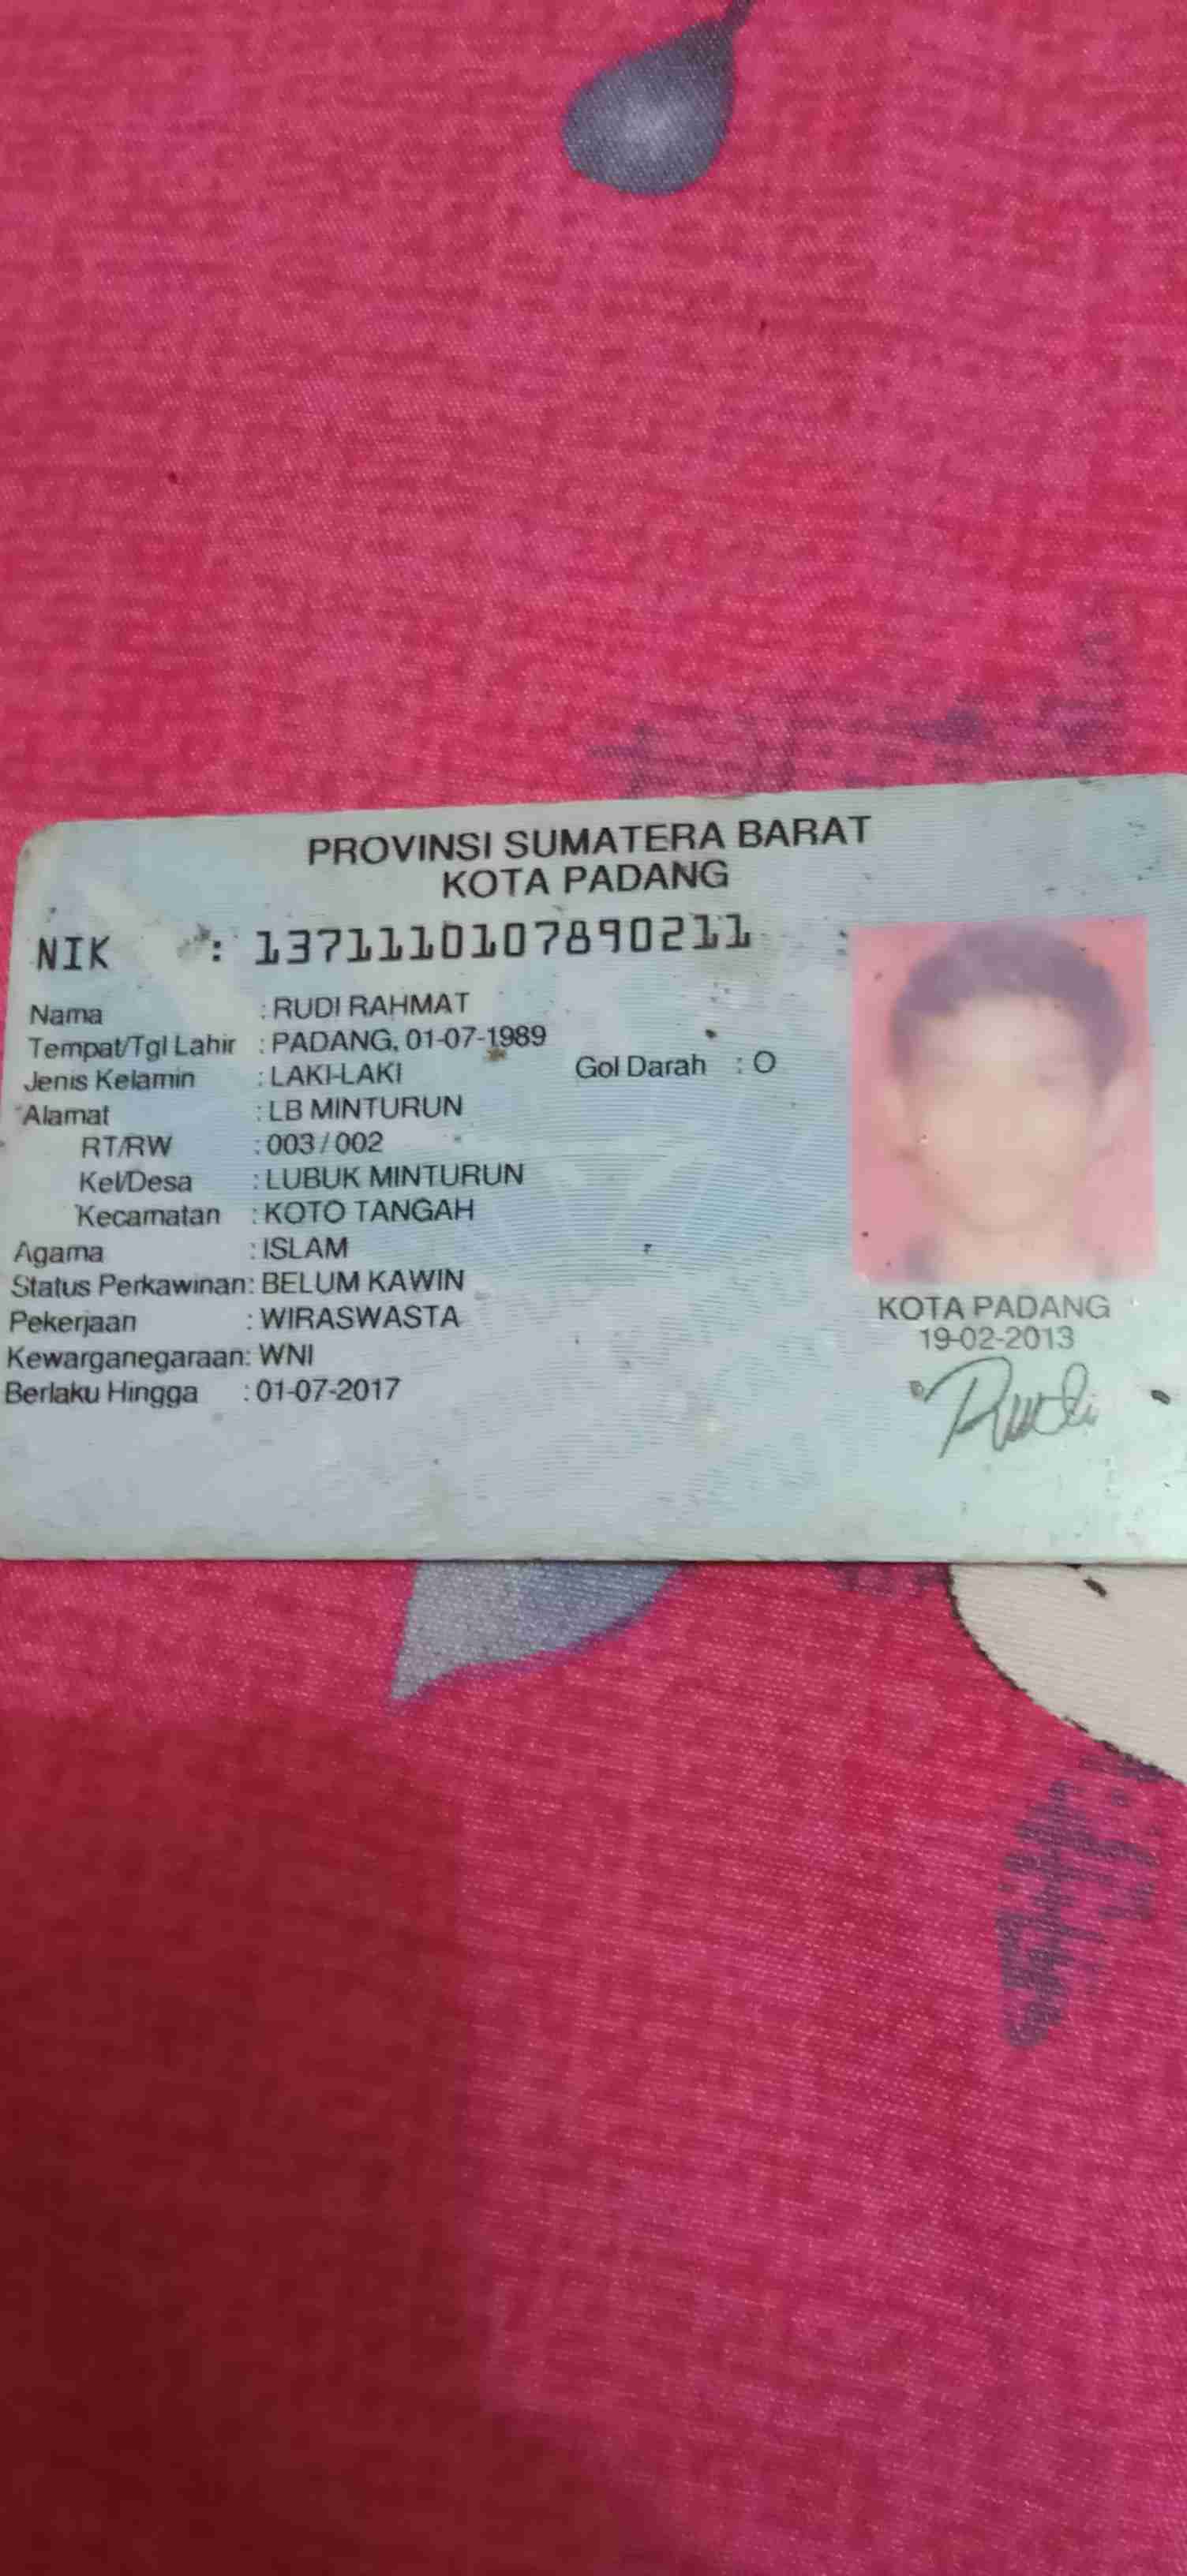 PROVINSI SUMATERA BARAT
KOTA PADANG
NIK : 1371110107890211
Nama : RUDI RAHMAT
Tempat/Tgl Lahir : PADANG, 01-07-1989
Jenis Kelamin : LAKI-LAKI Gol Darah : O
Alamat : LB MINTURUN
RT/RW : 003 / 002
Kel/Desa : LUBUK MINTURUN
Kecamatan : KOTO TANGAH
Agama : ISLAM
Status Perkawinan: BELUM KAWIN
Pekerjaan : WIRASWASTA
Kewarganegaraan: WNI
Berlaku Hingga : 01-07-2017
KOTA PADANG
19-02-2013
Rudi